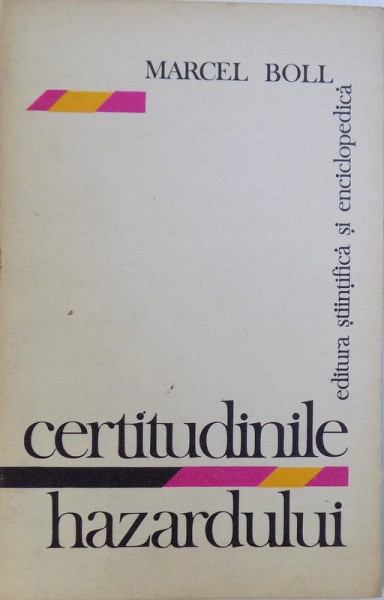 MARCEL BOLL
editura științifică și enciclopedică
certitudinile
hazardului